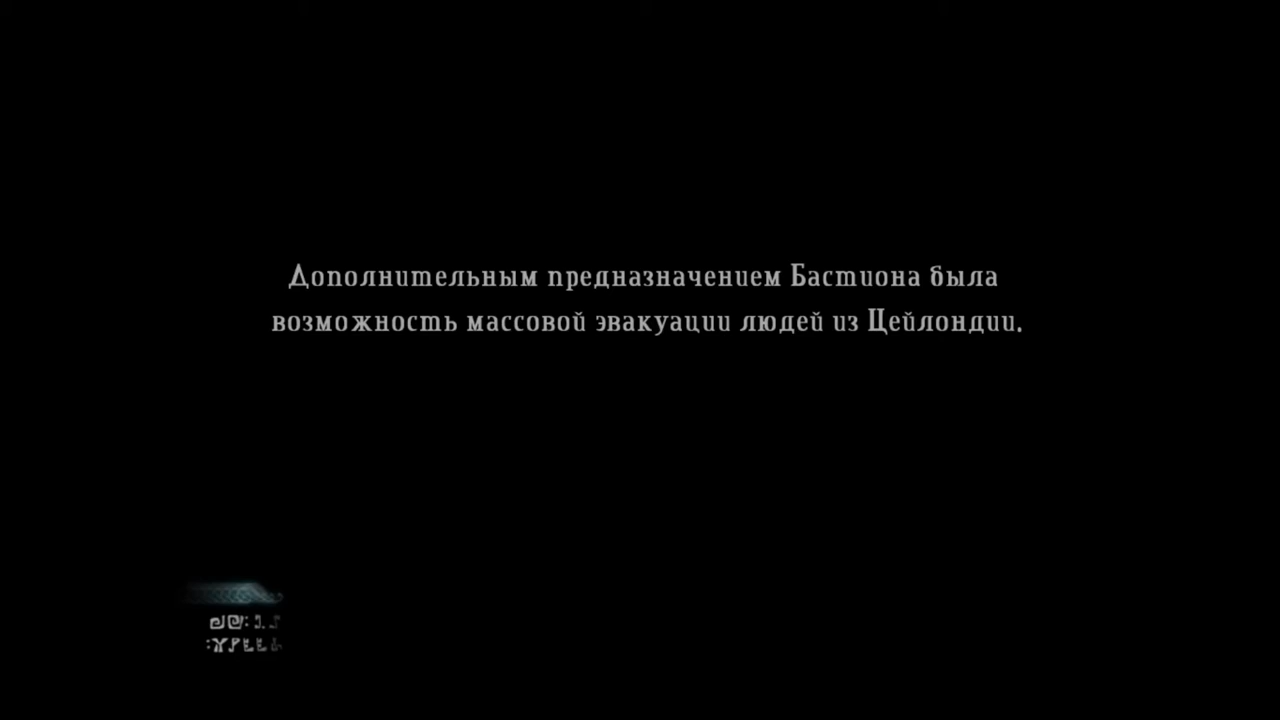 Дополнительным предназначением Бастиона была
возможность массовой эвакуации людей из Цейлондии.